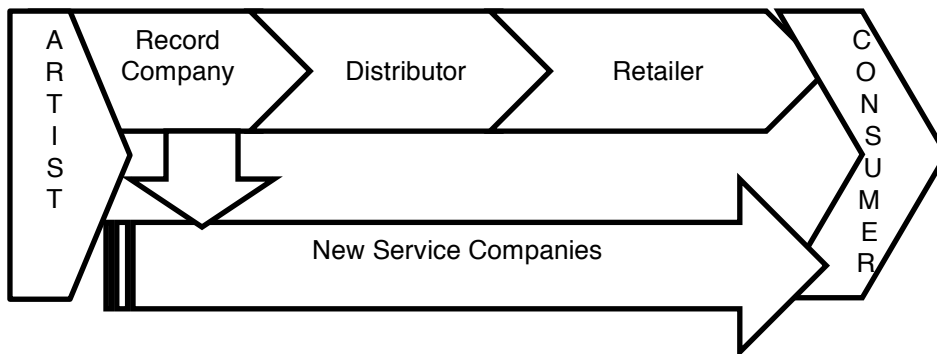 ARTIST
Record
Company
Distributor
Retailer
CONSUMER
New Service Companies